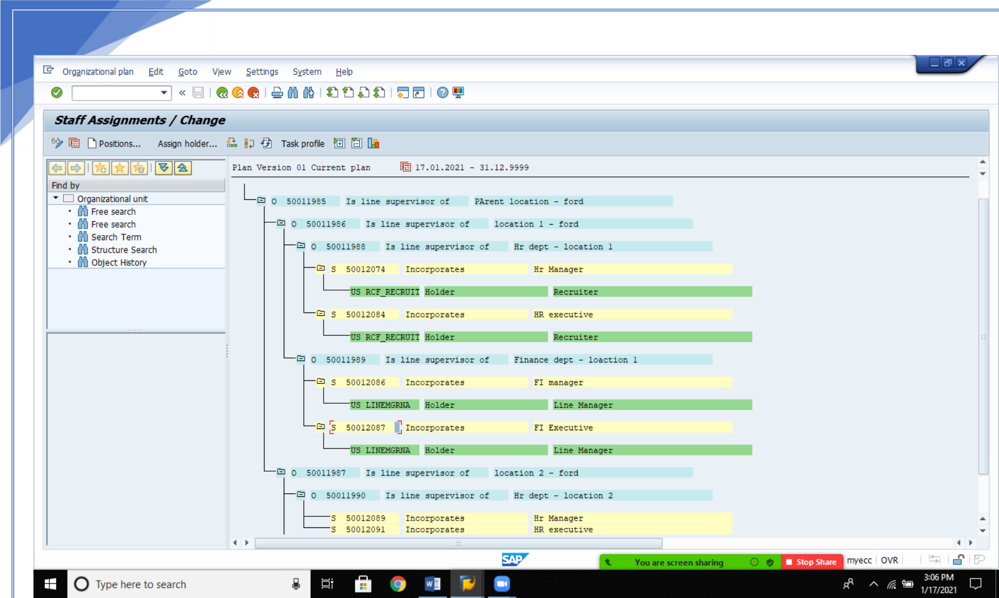 Organizational plan Edit Goto View Settings System Help
Staff Assignments / Change
Positions... Assign holder... Task profile
Plan Version 01 Current plan 17.01.2021 - 31.12.9999
Find by
Organizational unit
Free search
Free search
Search Term
Structure Search
Object History
O 50011985 Is line supervisor of PArent location - ford
O 50011986 Is line supervisor of location 1 - ford
O 50011988 Is line supervisor of Hr dept - location 1
S 50012074 Incorporates Hr Manager
US RCF_RECRUIT Holder Recruiter
S 50012084 Incorporates HR executive
US RCF_RECRUIT Holder Recruiter
O 50011989 Is line supervisor of Finance dept - loaction 1
S 50012086 Incorporates FI manager
US LINEMGRNA Holder Line Manager
S 50012087 Incorporates FI Executive
US LINEMGRNA Holder Line Manager
O 50011987 Is line supervisor of location 2 - ford
O 50011990 Is line supervisor of Hr dept - location 2
S 50012089 Incorporates Hr Manager
S 50012091 Incorporates HR executive
SAP You are screen sharing Stop Share myecc OVR
Type here to search
3:06 PM
1/17/2021